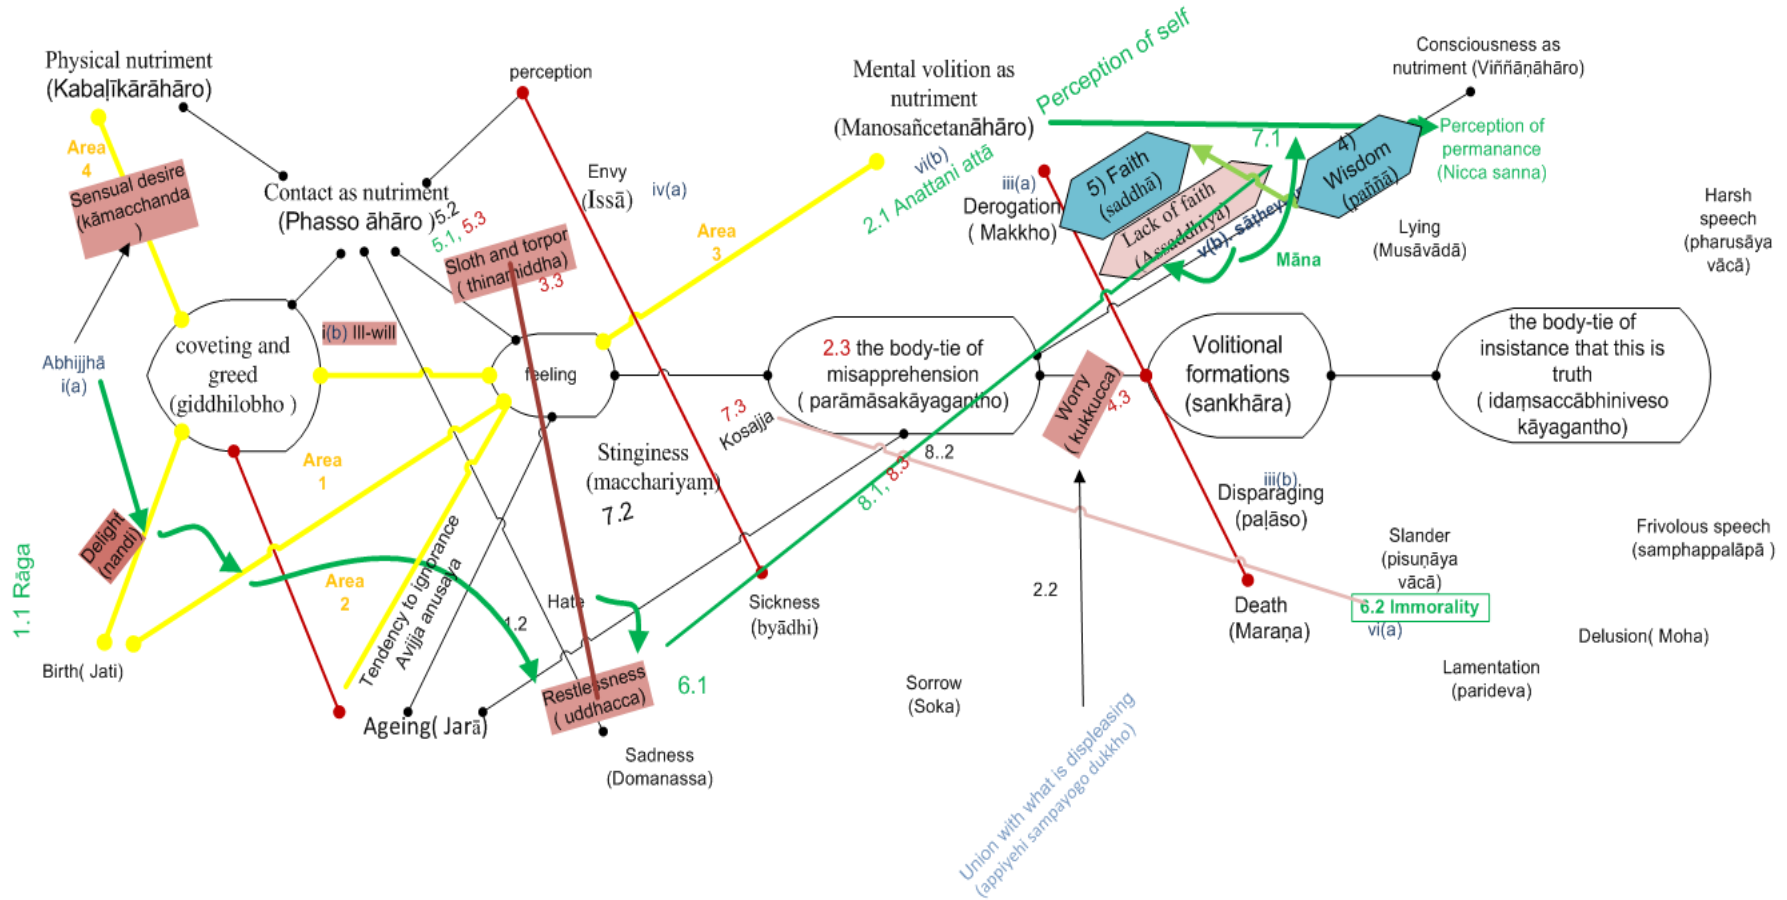 Physical nutriment
(Kabaḷīkārāhāro)
perception
Mental volition as
nutriment
(Manosañcetanāhāro)
Perception of self
Consciousness as
nutriment (Viññāṇāhāro)
Area
4
Sensual desire
(kāmacchanda
)
Contact as nutriment
(Phasso āhāro )
5.2
5.1, 5.3
Envy
(Issā)
iv(a)
vi(b)
2.1 Anattani attā
iii(a)
Derogation
( Makkho)
5) Faith
(saddhā)
Lack of faith
(Assaddhiya)
v(b)
7.1
4)
Wisdom
(paññā)
Perception of
permanance
(Nicca sanna)
Harsh
speech
(pharusāya
vācā)
Lying
(Musāvādā)
Māna
Sloth and torpor
( thinamiddha)
3.3
Area
3
Abhijjhā
i(a)
coveting and
greed
(giddhilobho )
i(b) Ill-will
feeling
2.3 the body-tie of
misapprehension
( parāmāsakāyagantho)
Worry
( kukkucca)
4.3
Volitional
formations
(sankhāra)
the body-tie of
insistance that this is
truth
( idaṃsaccābhiniveso
kāyagantho)
7.3
Kosajja
8..2
8.1, 8.3
Area
1
Stinginess
(macchariyaṃ)
7.2
iii(b)
Disparaging
(paḷāso)
Delight
(nandi)
1.1 Rāga
Area
2
Tendency to ignorance
Avijja anusaya
1.2
Hate
Sickness
(byādhi)
2.2
Death
(Maraṇa)
Slander
(pisuṇāya
vācā)
6.2 Immorality
vi(a)
Frivolous speech
(samphappalāpā )
Delusion( Moha)
Lamentation
(parideva)
Birth( Jati)
Ageing( Jarā)
Restlessness
( uddhacca)
6.1
Sadness
(Domanassa)
Sorrow
(Soka)
Union with what is displeasing
(appiyehi sampayogo dukkho)